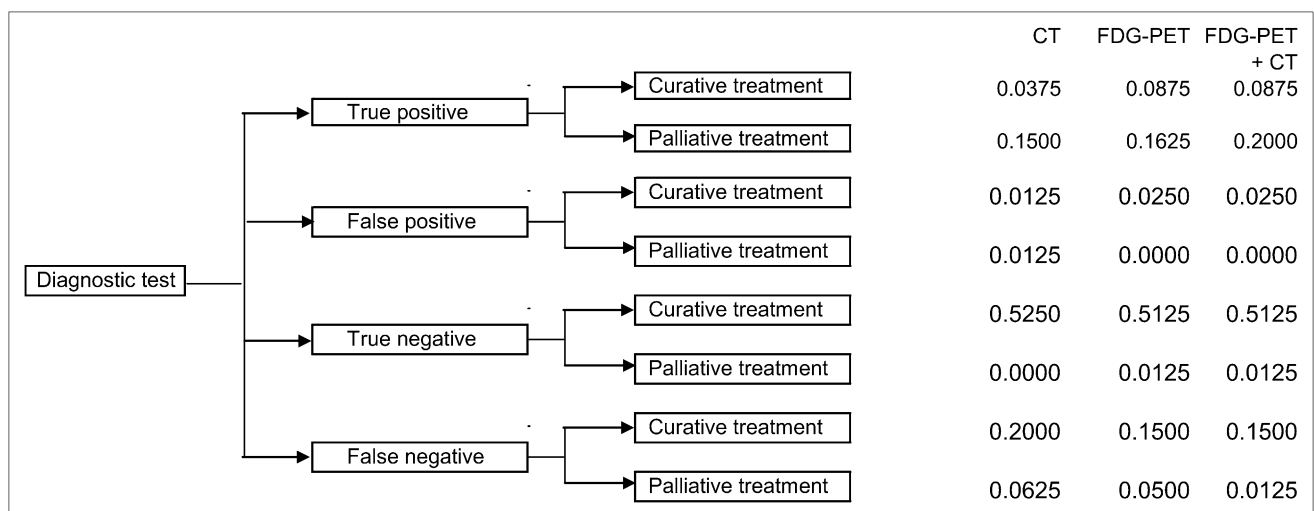 CT FDG-PET FDG-PET
+ CT
Curative treatment 0.0375 0.0875 0.0875
True positive
Palliative treatment 0.1500 0.1625 0.2000
Curative treatment 0.0125 0.0250 0.0250
False positive
Palliative treatment 0.0125 0.0000 0.0000
Diagnostic test
Curative treatment 0.5250 0.5125 0.5125
True negative
Palliative treatment 0.0000 0.0125 0.0125
Curative treatment 0.2000 0.1500 0.1500
False negative
Palliative treatment 0.0625 0.0500 0.0125